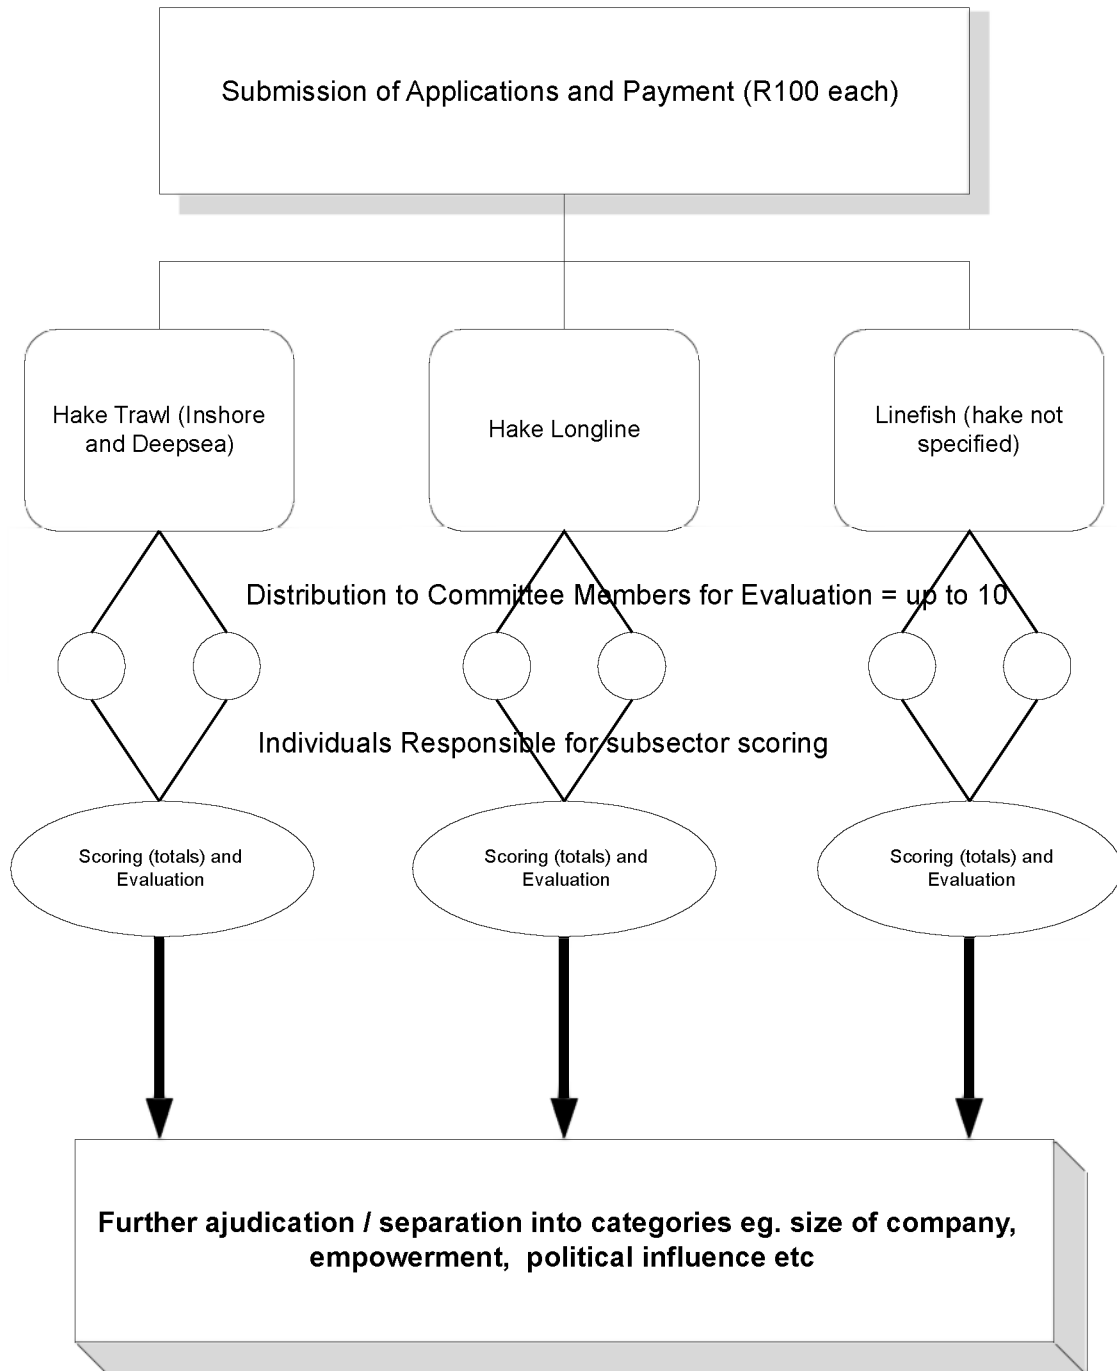 Submission of Applications and Payment (R100 each)
Hake Trawl (Inshore
and Deepsea)
Hake Longline
Linefish (hake not
specified)
Distribution to Committee Members for Evaluation = up to 10
Individuals Responsible for subsector scoring
Scoring (totals) and
Evaluation
Scoring (totals) and
Evaluation
Scoring (totals) and
Evaluation
Further ajudication / separation into categories eg. size of company,
empowerment, political influence etc